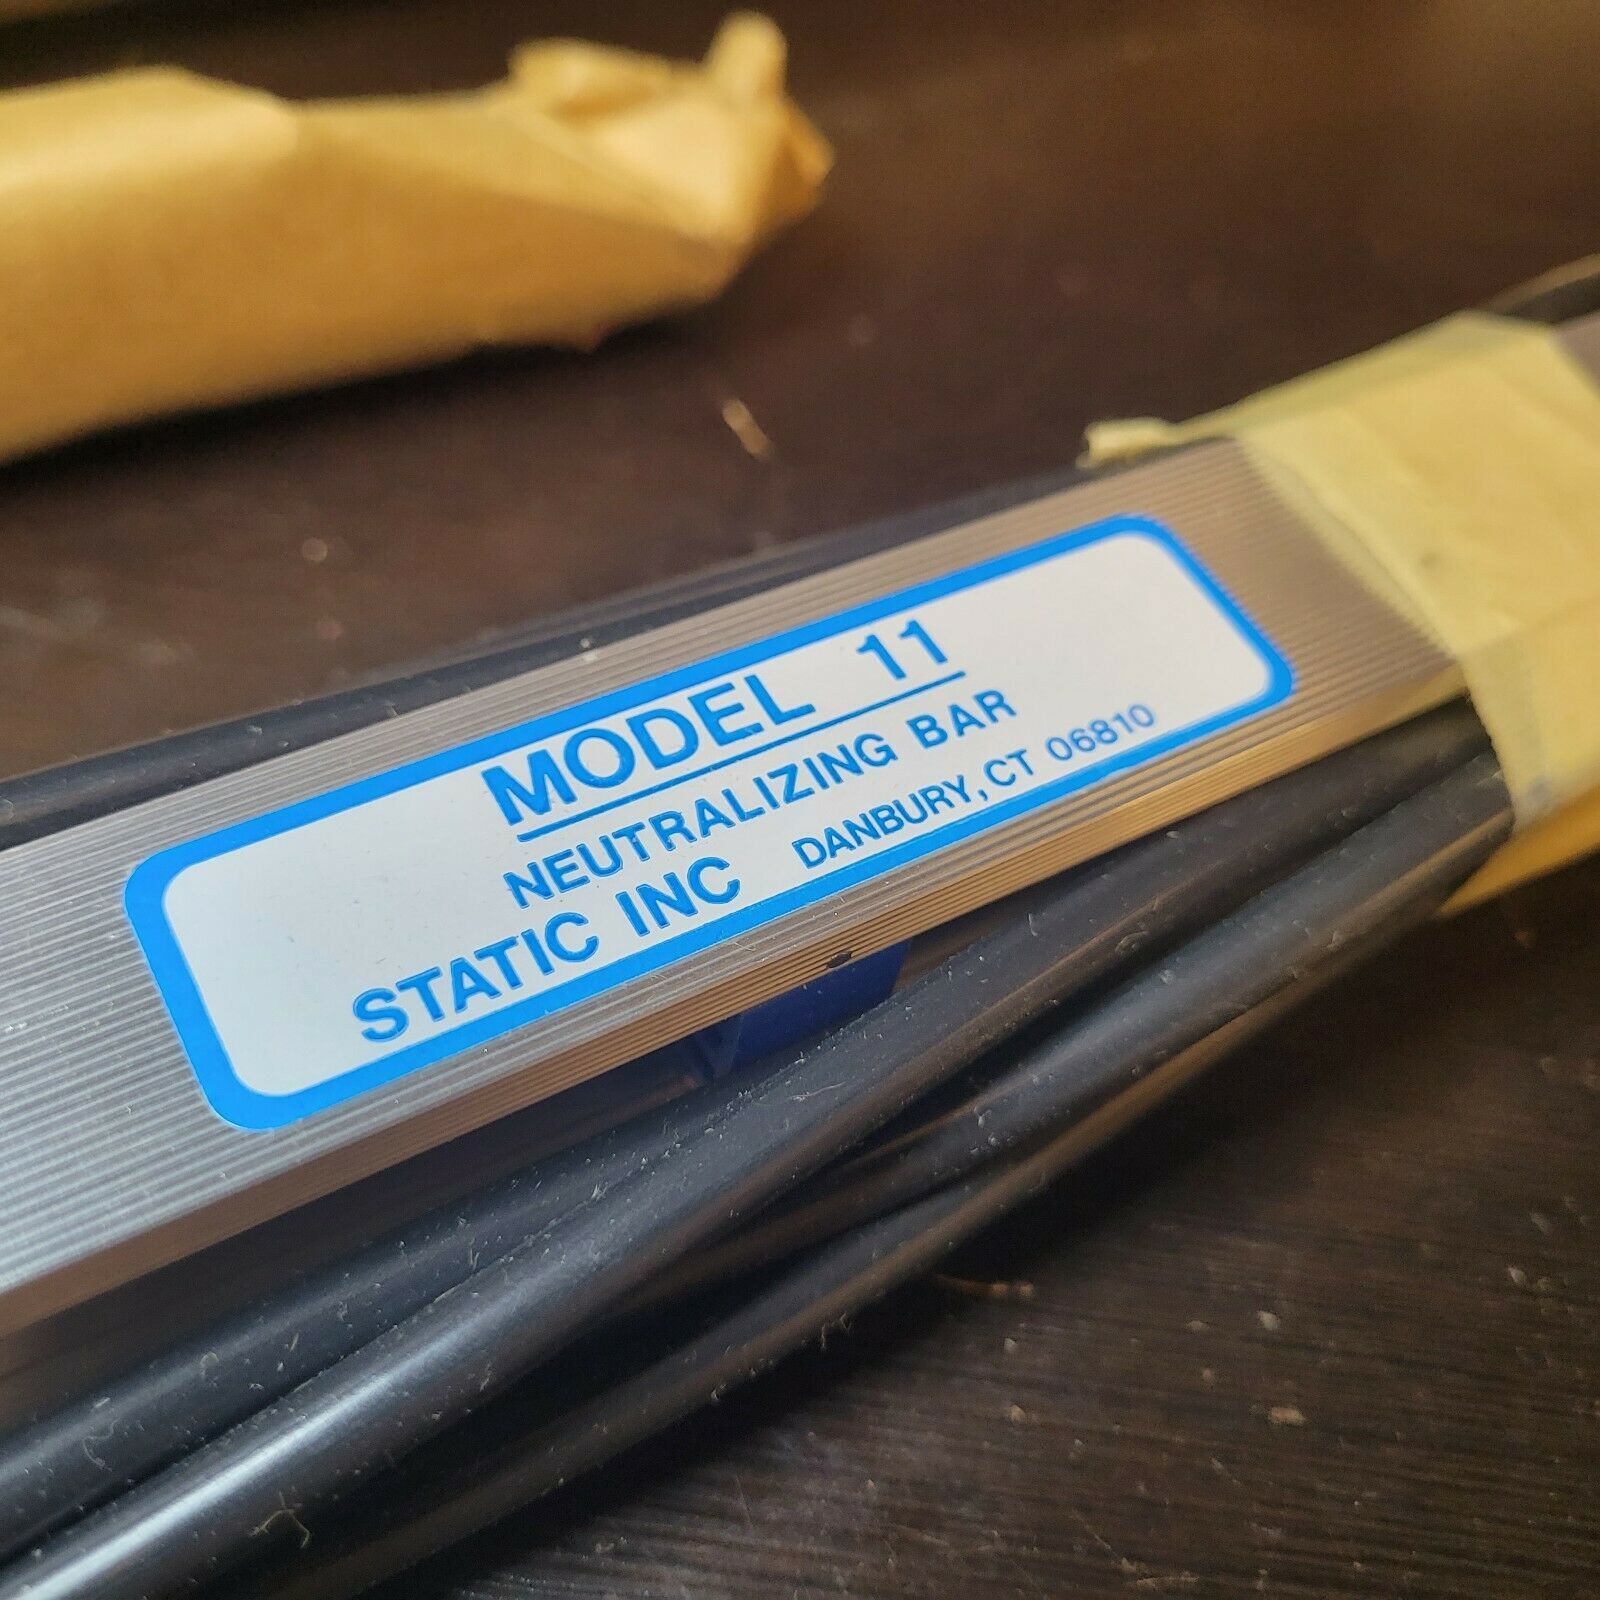 MODEL 11
NEUTRALIZING BAR
STATIC INC DANBURY, CT 06810